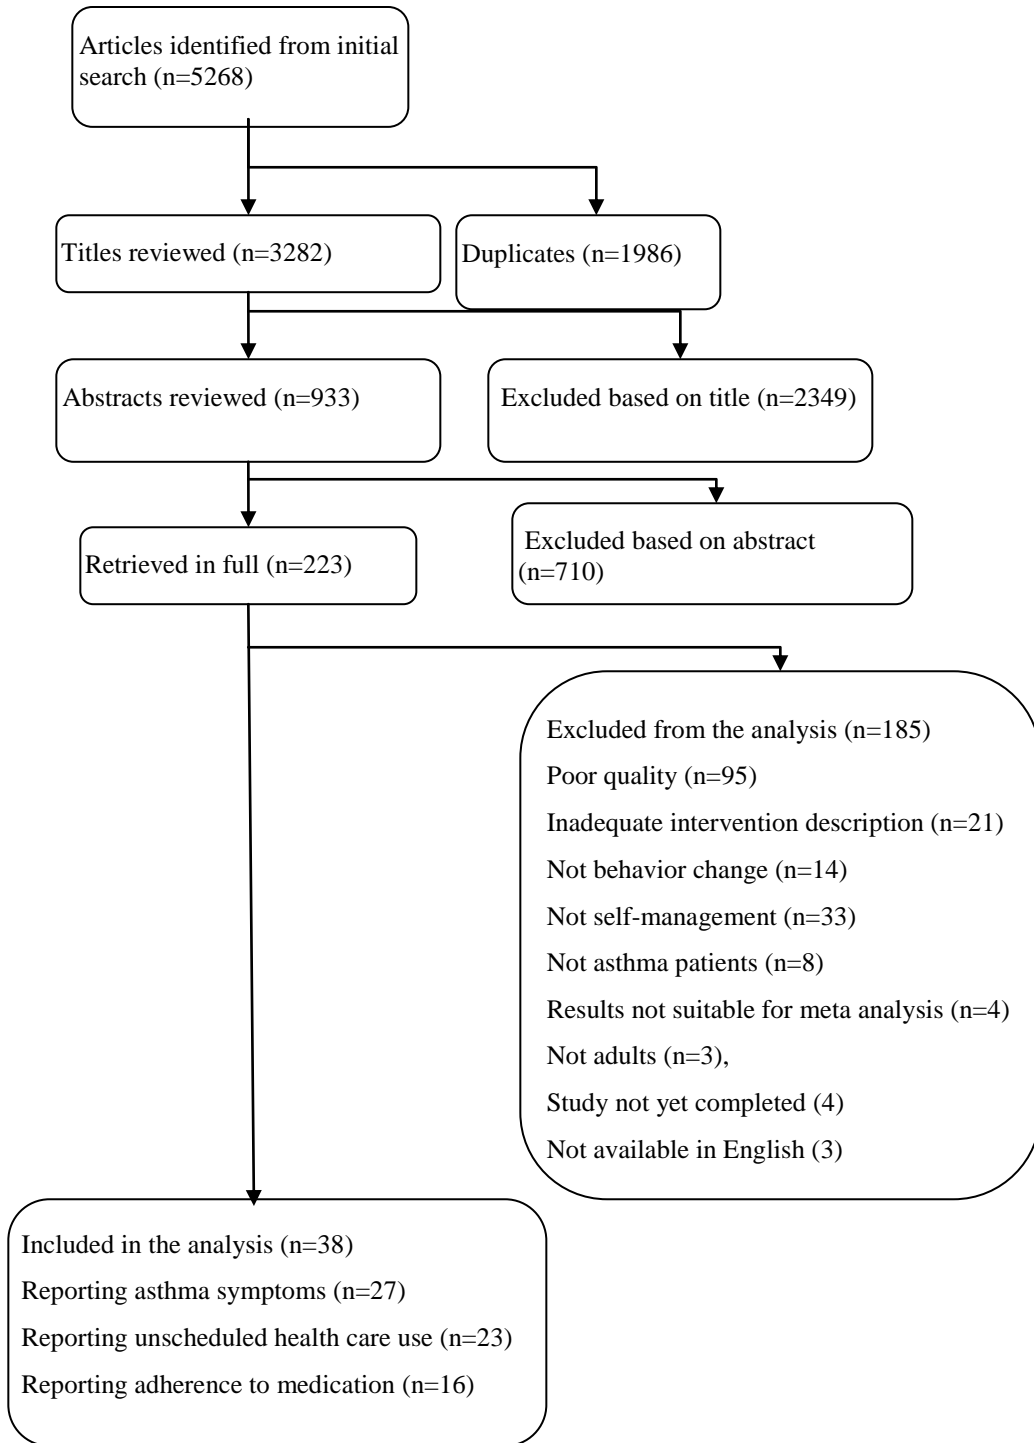 Articles identified from initial
search (n=5268)
Titles reviewed (n=3282)
Duplicates (n=1986)
Abstracts reviewed (n=933)
Excluded based on title (n=2349)
Retrieved in full (n=223)
Excluded based on abstract
(n=710)
Excluded from the analysis (n=185)
Poor quality (n=95)
Inadequate intervention description (n=21)
Not behavior change (n=14)
Not self-management (n=33)
Not asthma patients (n=8)
Results not suitable for meta analysis (n=4)
Not adults (n=3),
Study not yet completed (4)
Not available in English (3)
Included in the analysis (n=38)
Reporting asthma symptoms (n=27)
Reporting unscheduled health care use (n=23)
Reporting adherence to medication (n=16)